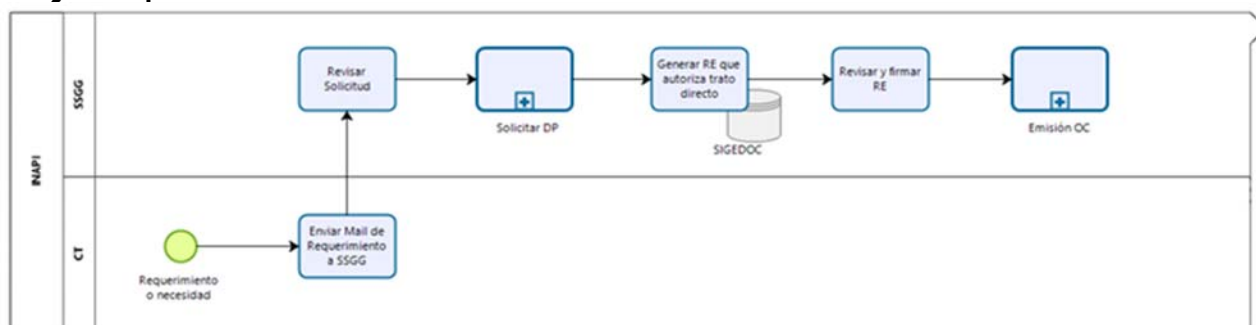 INAPI
SSGG
Revisar
Solicitud
Solicitar DP
Generar RE que
autoriza trato
directo
SIGEDOC
Revisar y firmar
RE
Emisión OC
CT
Requerimiento
o necesidad
Enviar Mail de
Requerimiento
a SSGG